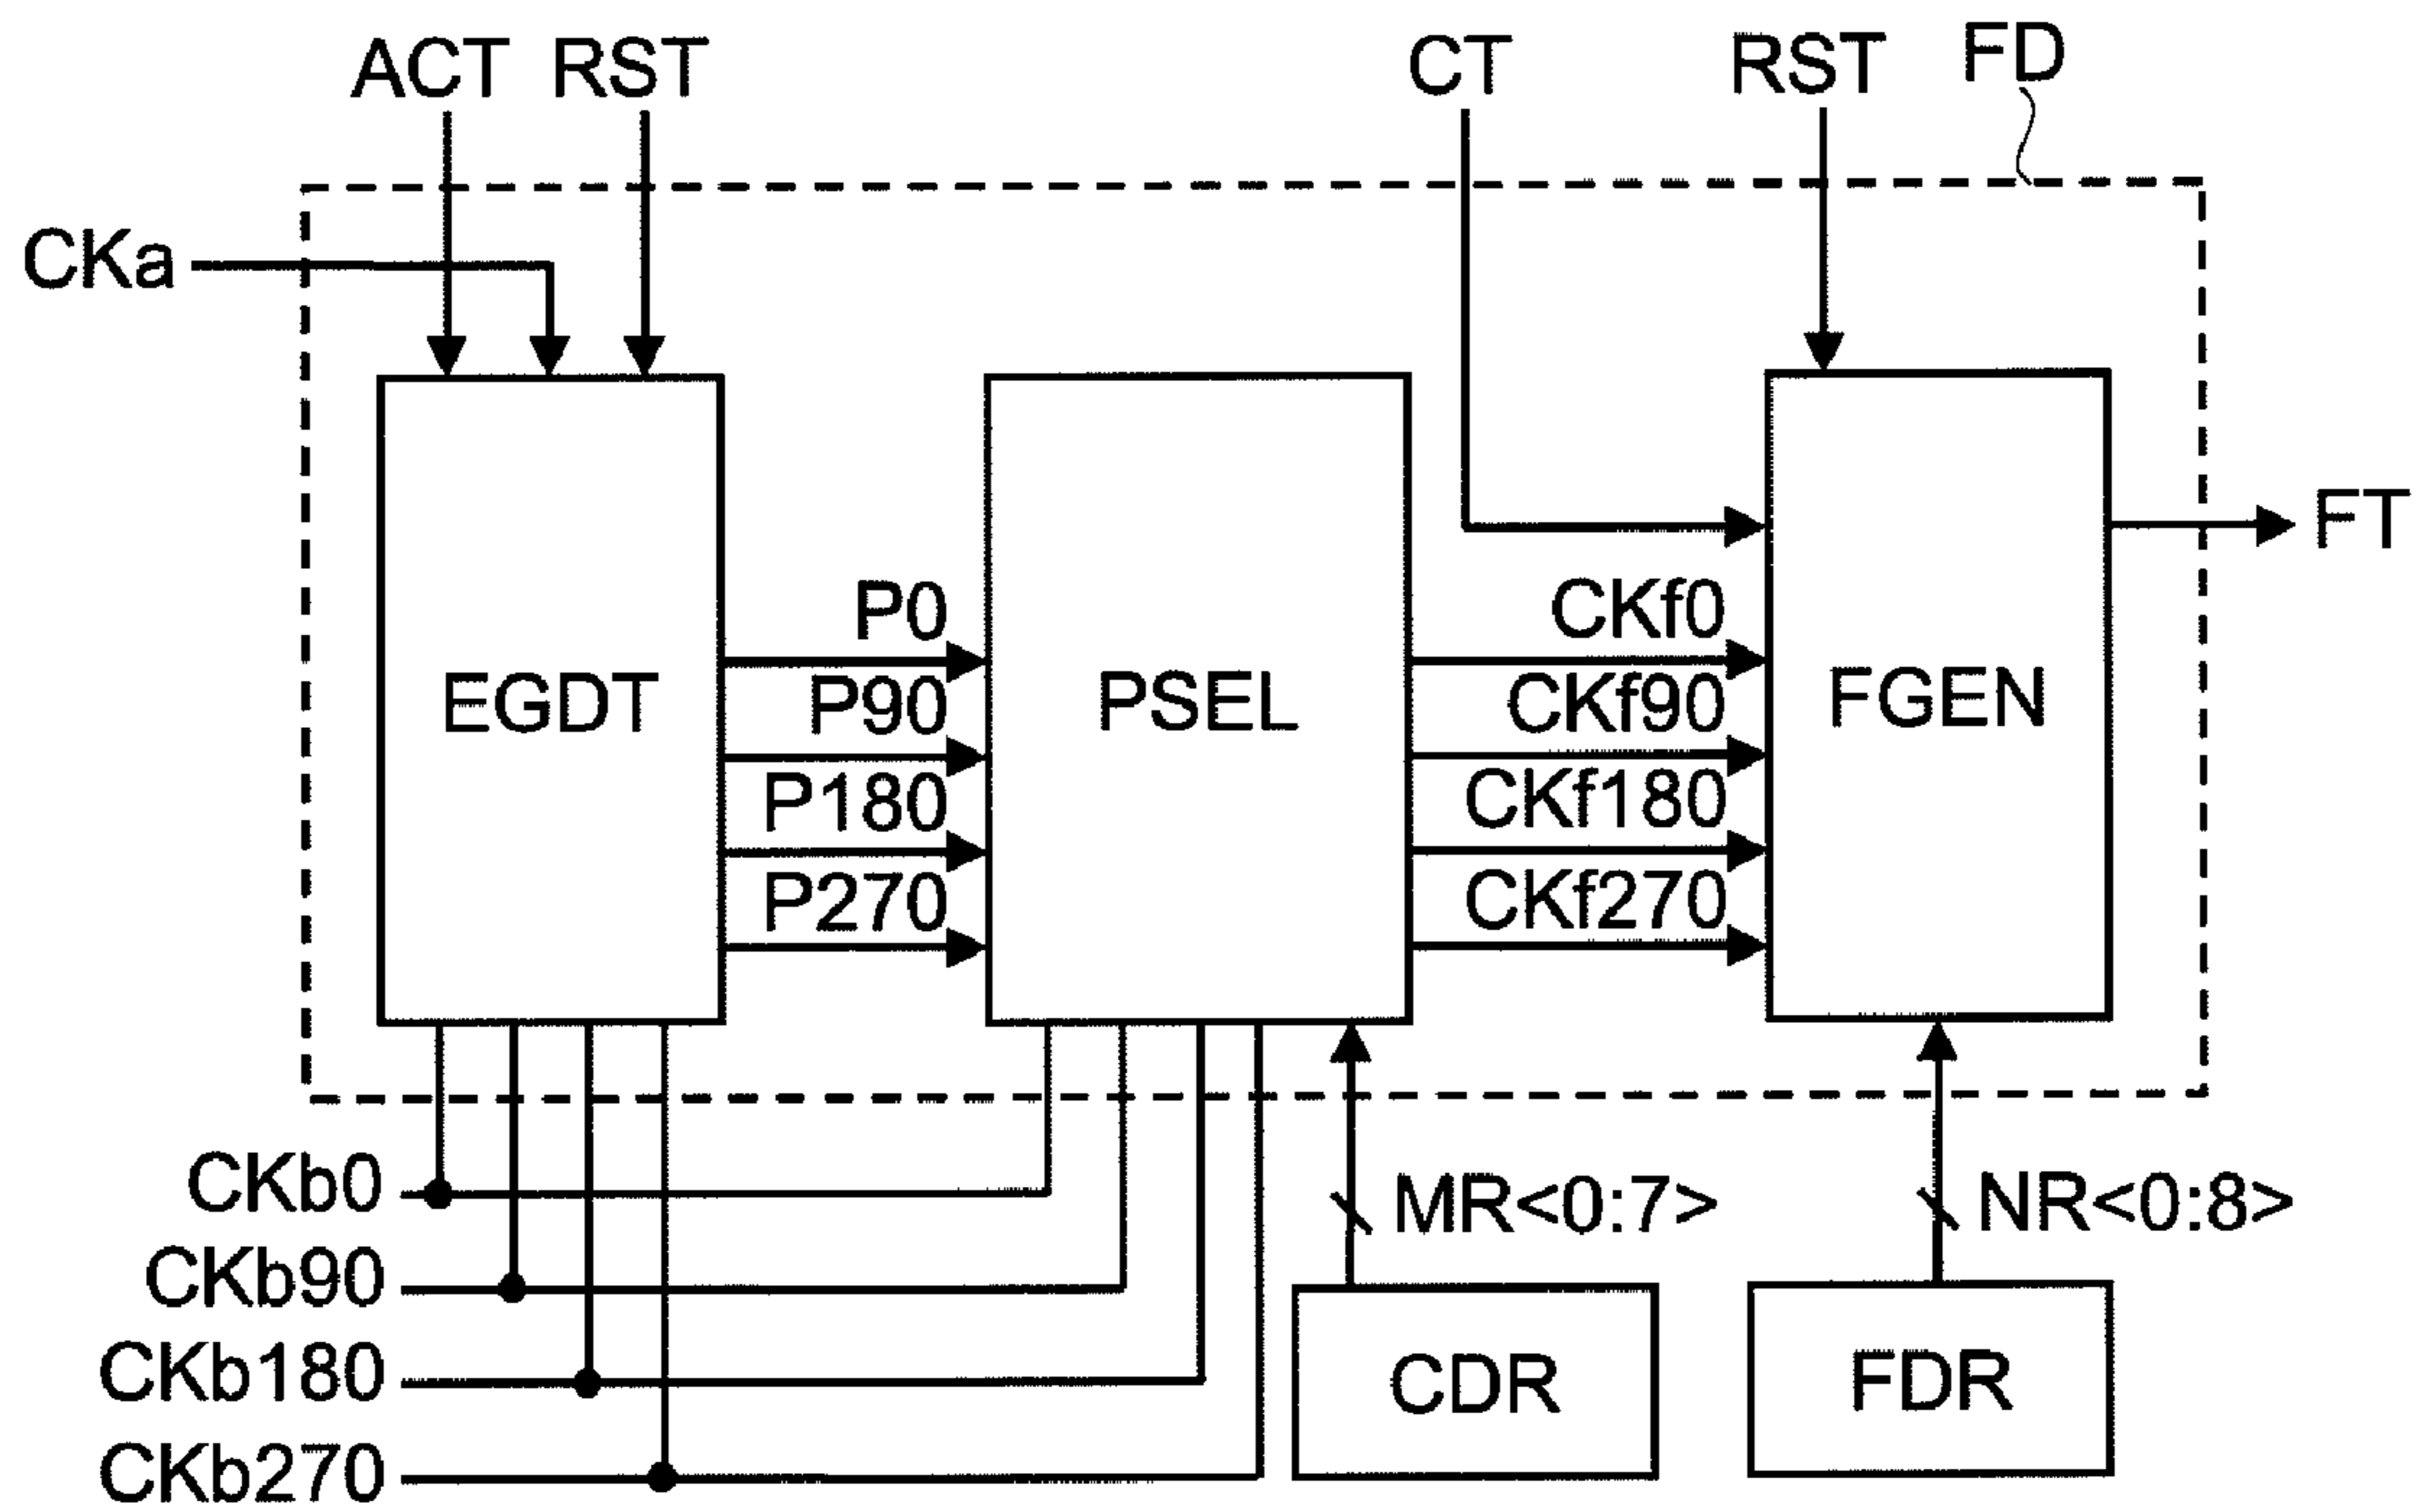 ACT RST CT RST FD
CKa
FT
P0 CKf0
EGDT P90 PSEL CKf90 FGEN
P180 CKf180
P270 CKf270
CKb0 MR<0:7> NR<0:8>
CKb90
CKb180 CDR FDR
CKb270